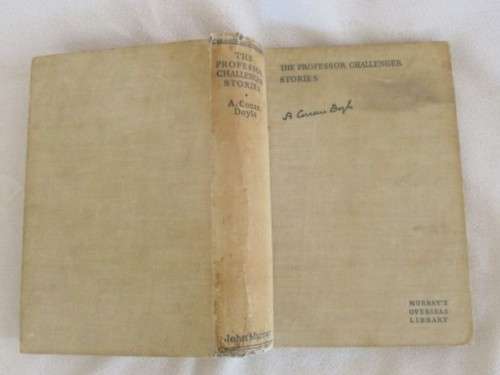 THE
PROFESSOR
CHALLENGER
STORIES
A. Conan
Doyle
John Murray
THE PROFESSOR CHALLENGER
STORIES
A Conan Doyle
MURRAY'S
OVERSEAS
LIBRARY